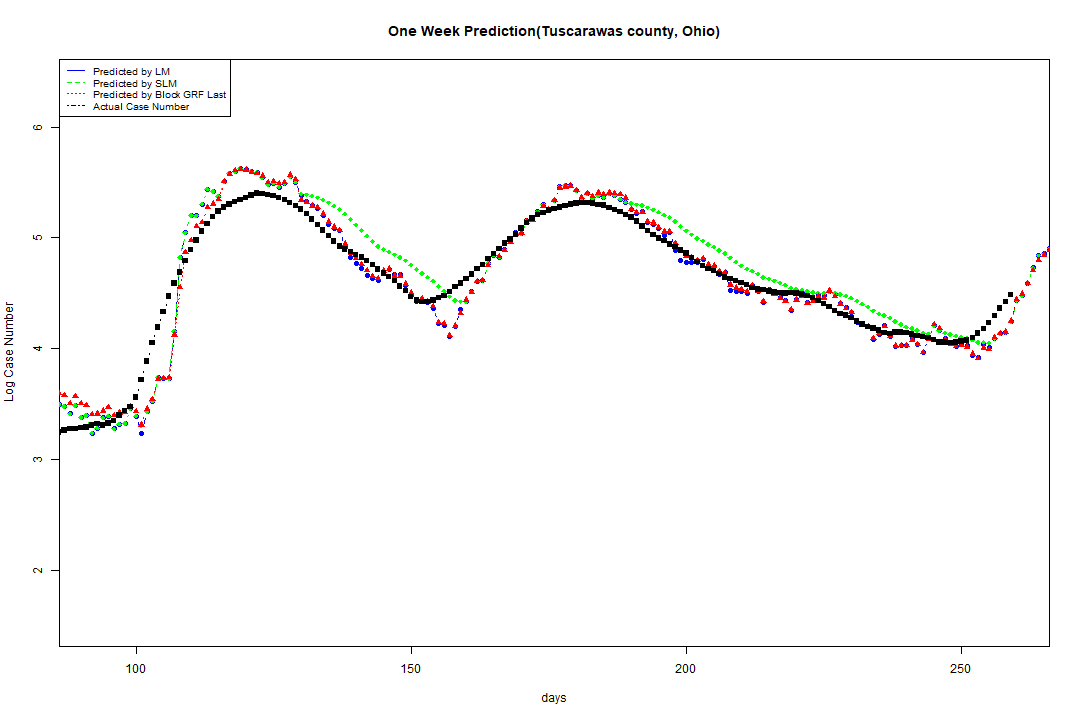 One Week Prediction(Tuscarawas county, Ohio)
Predicted by LM
Predicted by SLM
Predicted by Block GRF Last
Actual Case Number
6
5
4
3
2
Log Case Number
100
150
200
250
days